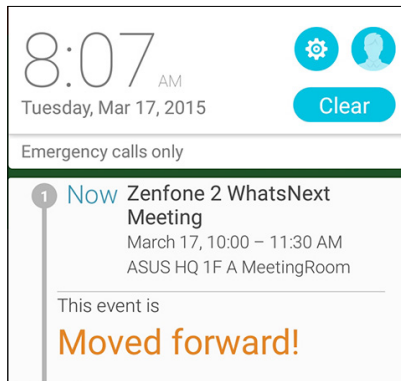 8:07 AM
Tuesday, Mar 17, 2015
Clear
Emergency calls only
1
Now
Zenfone 2 WhatsNext
Meeting
March 17, 10:00 – 11:30 AM
ASUS HQ 1F A MeetingRoom
This event is
Moved forward!